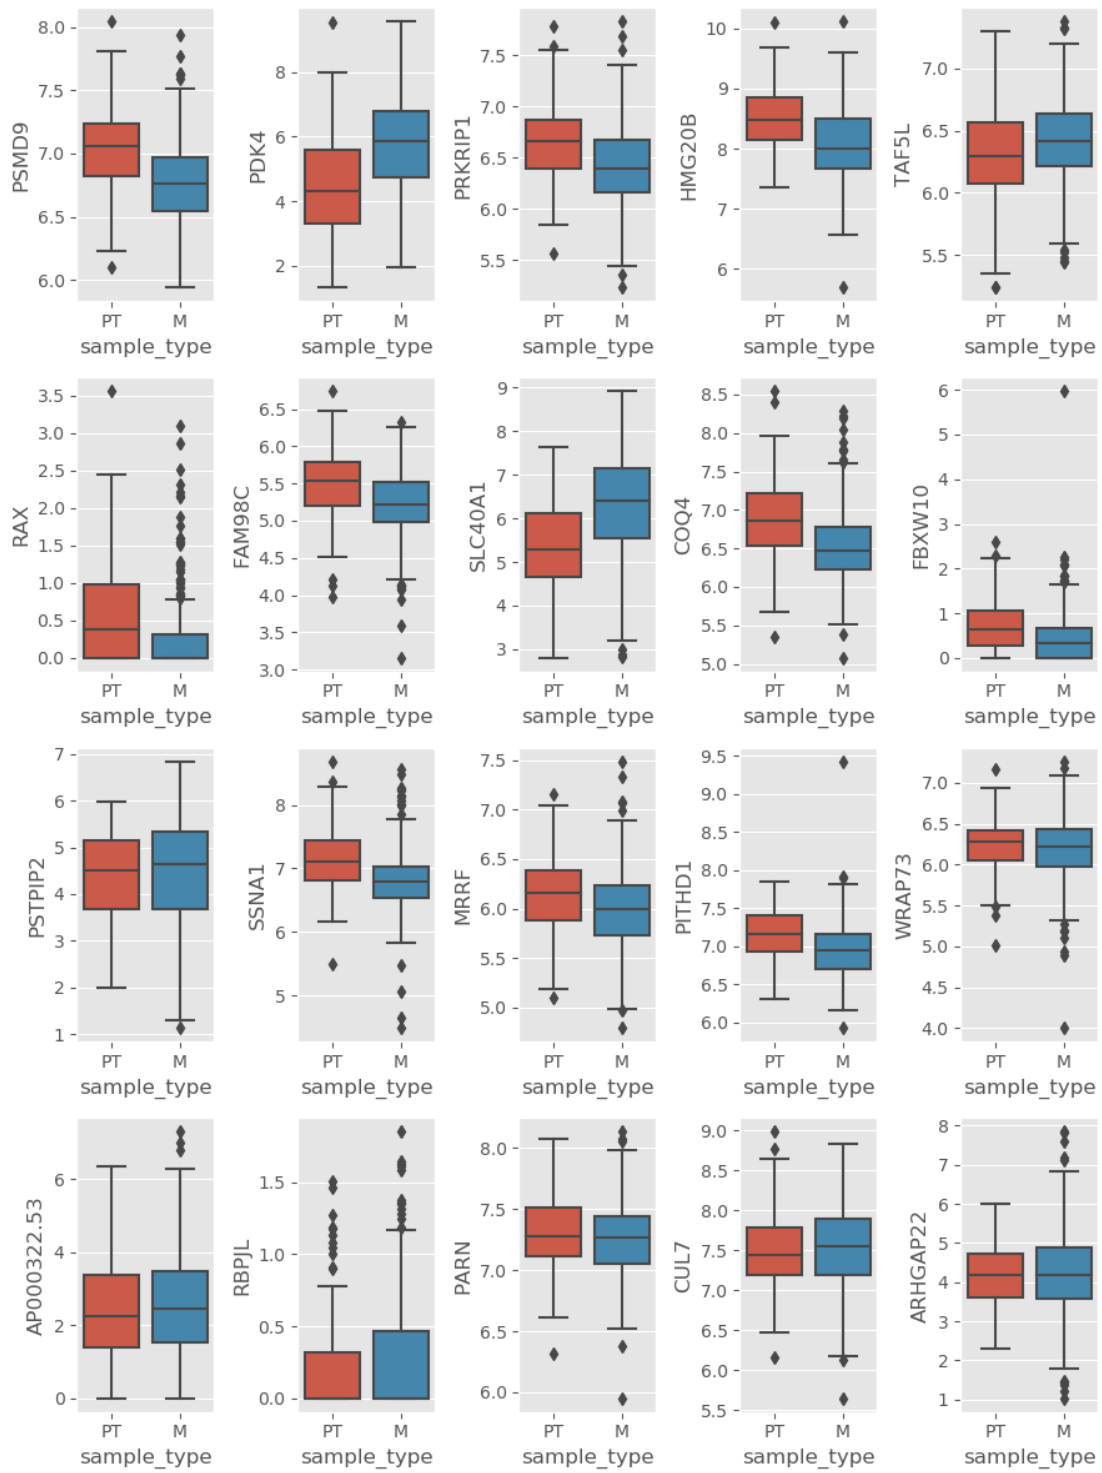 PSMD9
8.0
7.5
7.0
6.5
6.0
PT M
sample_type
PDK4
8
6
4
2
PT M
sample_type
PRKRIP1
7.5
7.0
6.5
6.0
5.5
PT M
sample_type
HMG20B
10
9
8
7
6
PT M
sample_type
TAF5L
7.0
6.5
6.0
5.5
PT M
sample_type
RAX
3.5
3.0
2.5
2.0
1.5
1.0
0.5
0.0
PT M
sample_type
FAM98C
6.5
6.0
5.5
5.0
4.5
4.0
3.5
3.0
PT M
sample_type
SLC40A1
9
8
7
6
5
4
3
PT M
sample_type
COQ4
8.5
8.0
7.5
7.0
6.5
6.0
5.5
5.0
PT M
sample_type
FBXW10
6
5
4
3
2
1
0
PT M
sample_type
PSTPIP2
7
6
5
4
3
2
1
PT M
sample_type
SSNA1
8
7
6
5
PT M
sample_type
MRRF
7.5
7.0
6.5
6.0
5.5
5.0
PT M
sample_type
PITHD1
9.5
9.0
8.5
8.0
7.5
7.0
6.5
6.0
PT M
sample_type
WRAP73
7.0
6.5
6.0
5.5
5.0
4.5
4.0
PT M
sample_type
AP000322.53
6
4
2
0
PT M
sample_type
RBPJL
1.5
1.0
0.5
0.0
PT M
sample_type
PARN
8.0
7.5
7.0
6.5
6.0
PT M
sample_type
CUL7
9.0
8.5
8.0
7.5
7.0
6.5
6.0
5.5
PT M
sample_type
ARHGAP22
8
7
6
5
4
3
2
1
PT M
sample_type